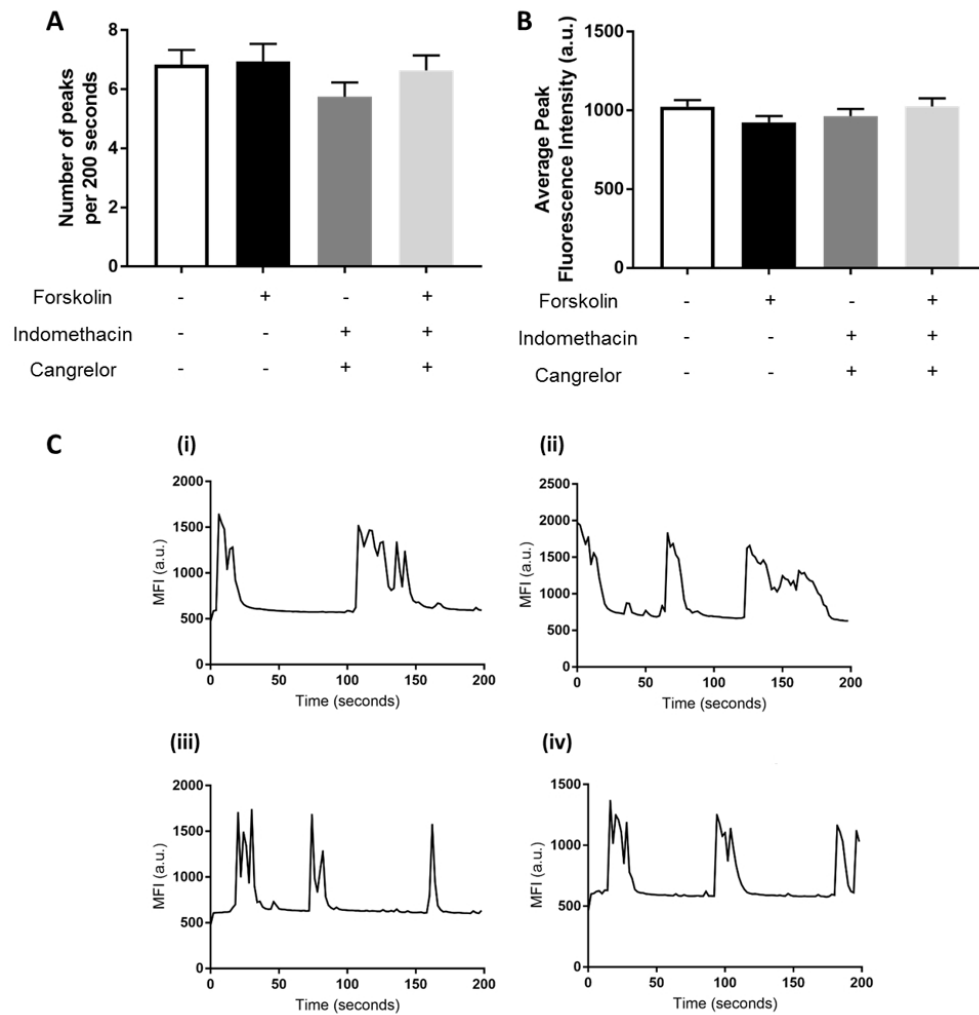 A
Number of peaks
per 200 seconds
8
6
4
2
0
Forskolin - + - +
Indomethacin - - + +
Cangrelor - - + +
B
Average Peak
Fluorescence Intensity (a.u.)
1500
1000
500
0
Forskolin - + - +
Indomethacin - - + +
Cangrelor - - + +
C
(i)
MFI (a.u.)
2000
1500
1000
500
0
0 50 100 150 200
Time (seconds)
(ii)
MFI (a.u.)
2500
2000
1500
1000
500
0
0 50 100 150 200
Time (seconds)
(iii)
MFI (a.u.)
2000
1500
1000
500
0
0 50 100 150 200
Time (seconds)
(iv)
MFI (a.u.)
1500
1000
500
0
0 50 100 150 200
Time (seconds)